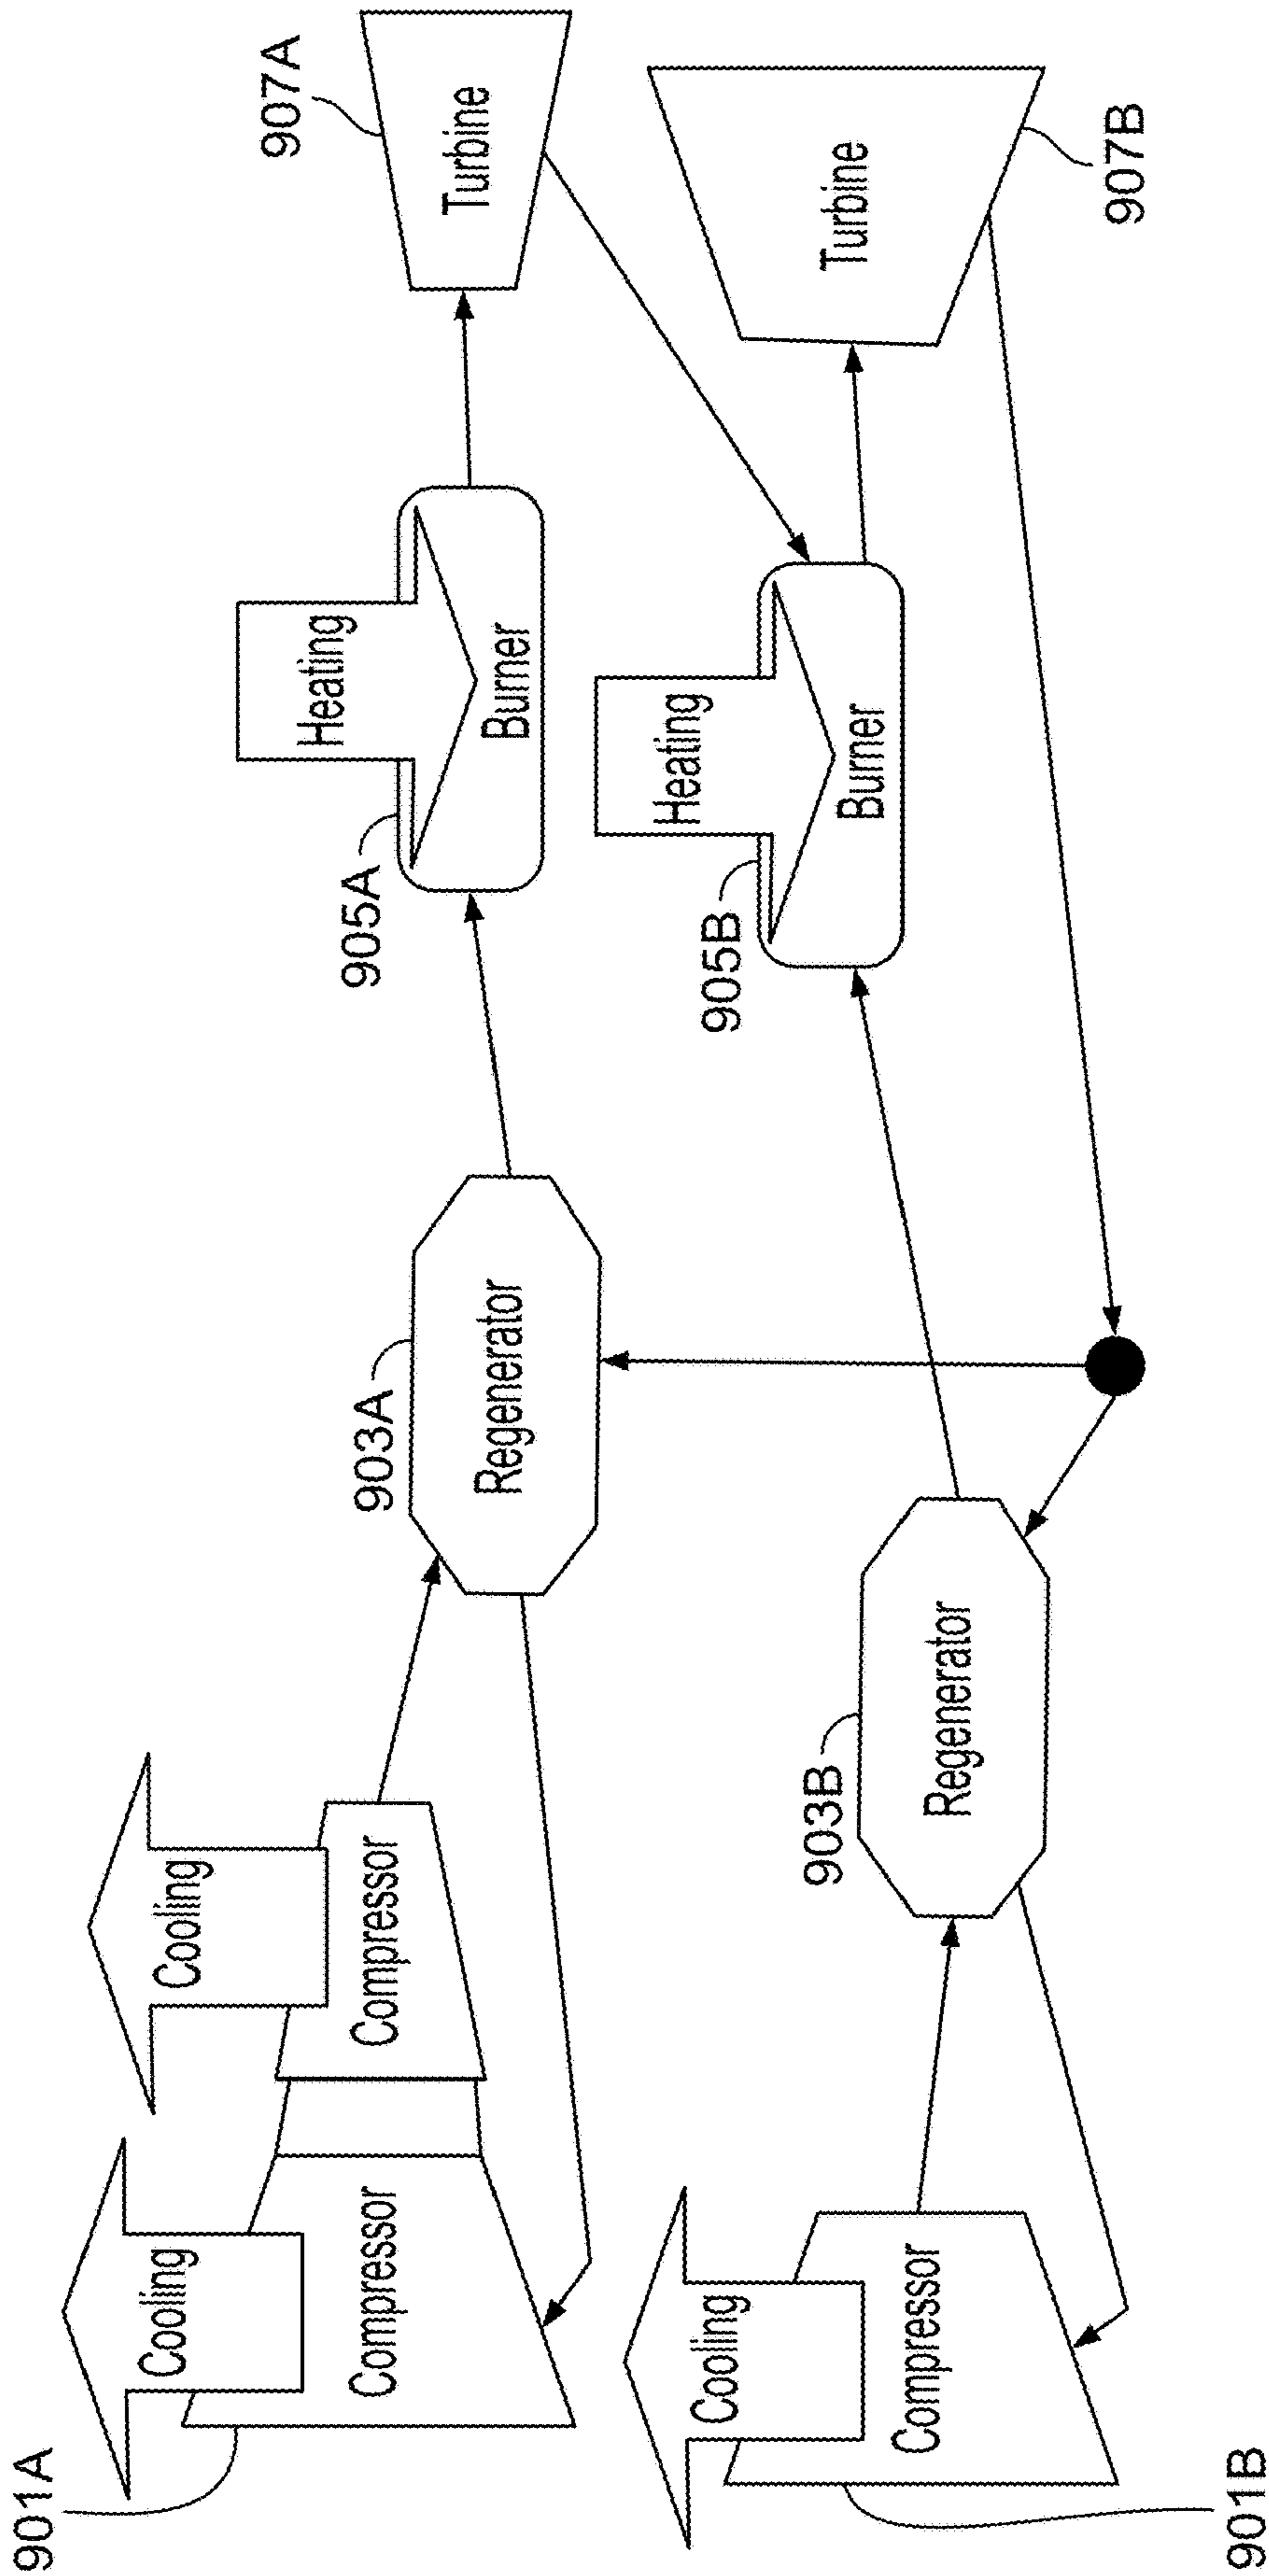 901A
Cooling
Cooling
Compressor
Compressor
903A
Regenerator
905A
Heating
Burner
907A
Turbine
901B
Cooling
Compressor
903B
Regenerator
905B
Heating
Burner
Turbine
907B